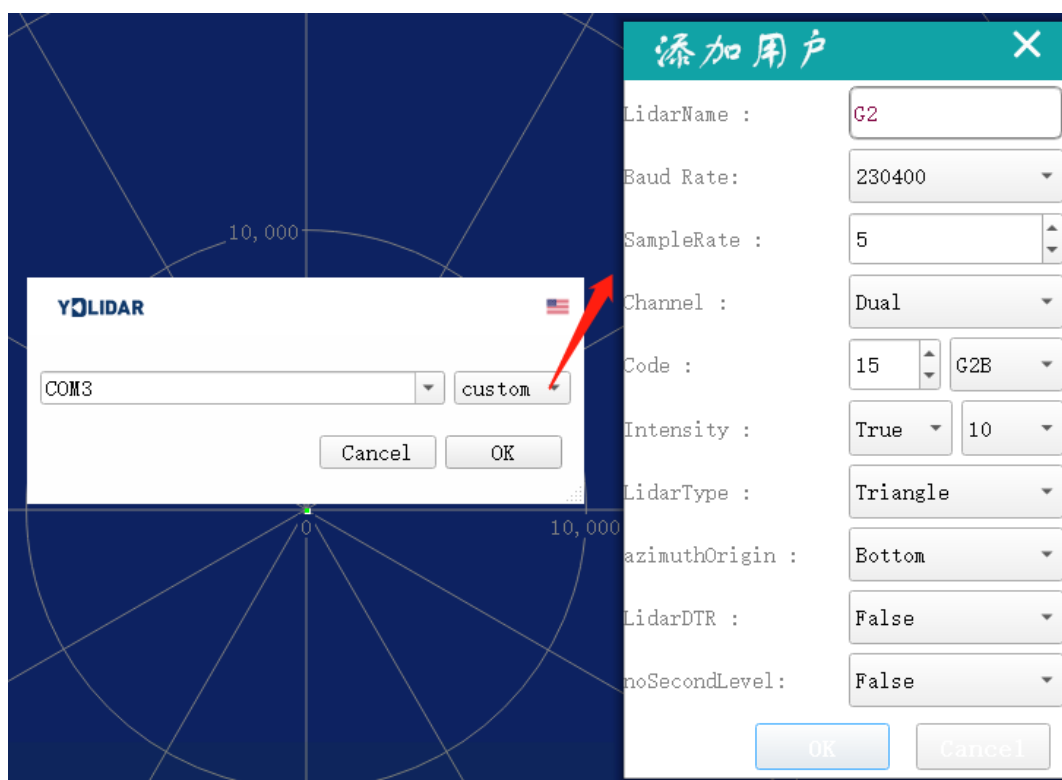 10,000
YDLIDAR
COM3
custom
Cancel
OK
0
10,000
添加用户
LidarName :
G2
Baud Rate:
230400
SampleRate :
5
Channel :
Dual
Code :
15
G2B
Intensity :
True
10
LidarType :
Triangle
azimuthOrigin :
Bottom
LidarDTR :
False
noSecondLevel:
False
OK
Cancel